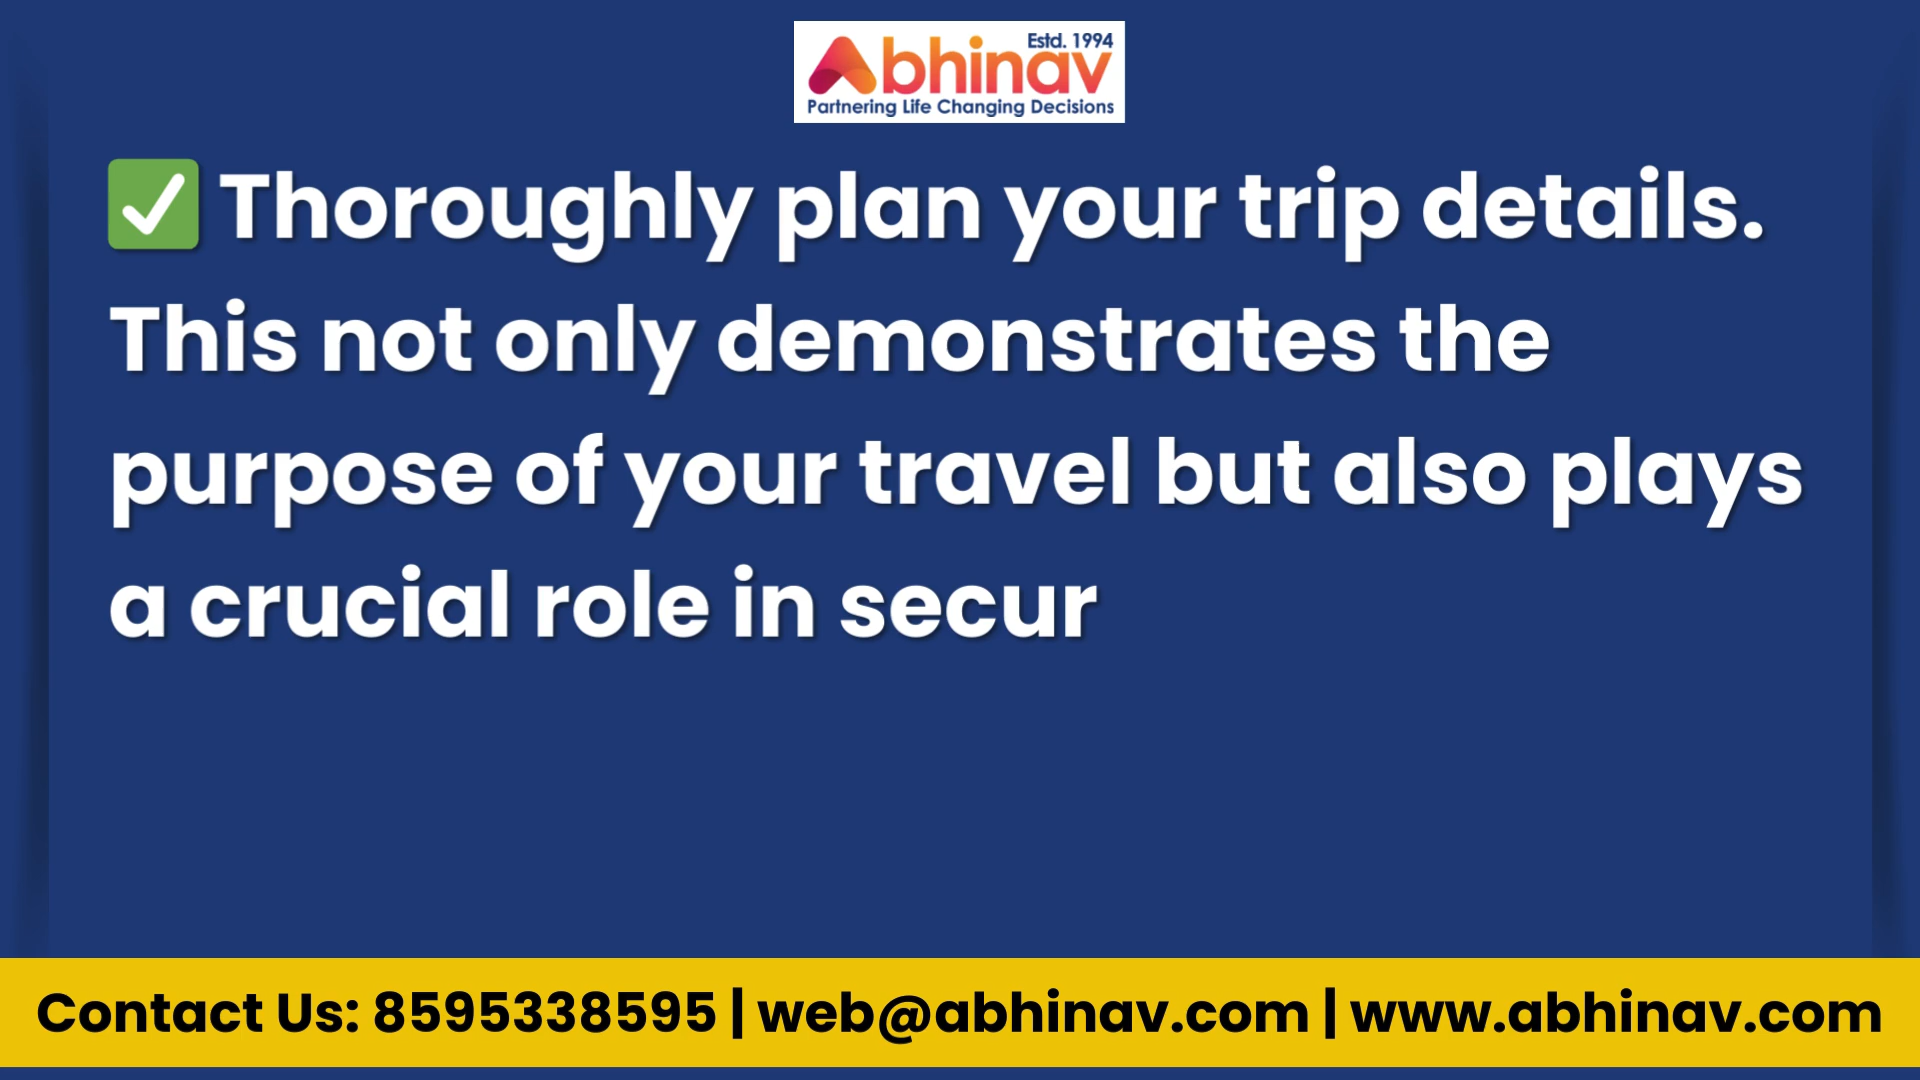 Estd. 1994
Abhinav
Partnering Life Changing Decisions
✅ Thoroughly plan your trip details.
This not only demonstrates the
purpose of your travel but also plays
a crucial role in secur
Contact Us: 8595338595 | web@abhinav.com | www.abhinav.com